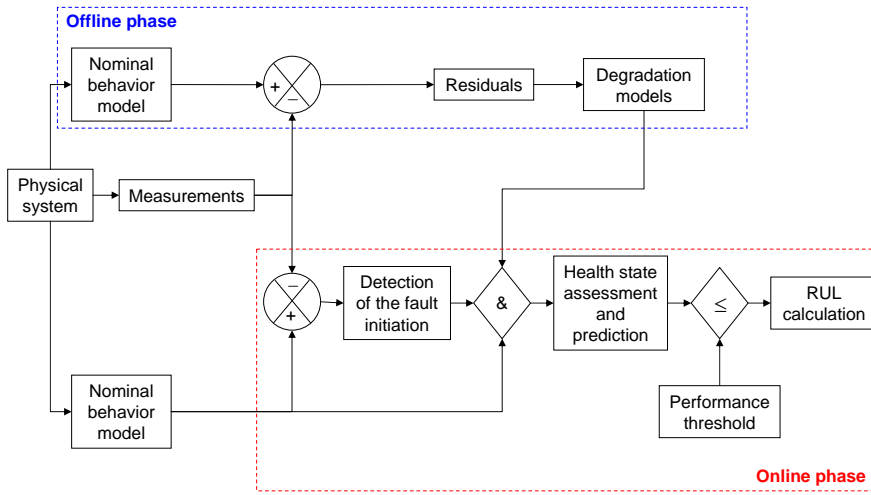 Offline phase
Nominal
behavior
model
+
−
Residuals
Degradation
models
Physical
system
Measurements
−
+
Detection
of the fault
initiation
&
Health state
assessment
and
prediction
≤
RUL
calculation
Nominal
behavior
model
Performance
threshold
Online phase